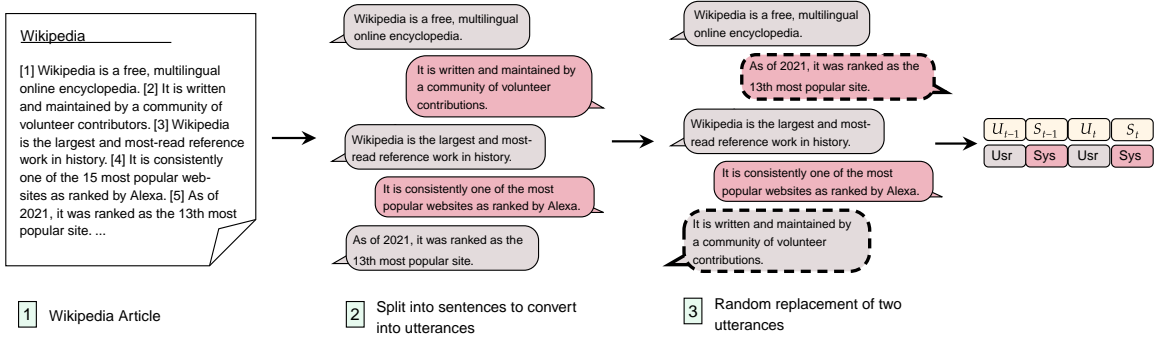 Wikipedia
[1] Wikipedia is a free, multilingual
online encyclopedia. [2] It is written
and maintained by a community of
volunteer contributors. [3] Wikipedia
is the largest and most-read reference
work in history. [4] It is consistently
one of the 15 most popular web-
sites as ranked by Alexa. [5] As of
2021, it was ranked as the 13th most
popular site. ...
1 Wikipedia Article
Wikipedia is a free, multilingual
online encyclopedia.
It is written and maintained by
a community of volunteer
contributions.
Wikipedia is the largest and most-
read reference work in history.
It is consistently one of the most
popular websites as ranked by Alexa.
As of 2021, it was ranked as the
13th most popular site.
2 Split into sentences to convert
into utterances
Wikipedia is a free, multilingual
online encyclopedia.
As of 2021, it was ranked as the
13th most popular site.
Wikipedia is the largest and most-
read reference work in history.
It is consistently one of the most
popular websites as ranked by Alexa.
It is written and maintained by
a community of volunteer
contributions.
3 Random replacement of two
utterances
U_{t-1} S_{t-1} U_t S_t
Usr Sys Usr Sys